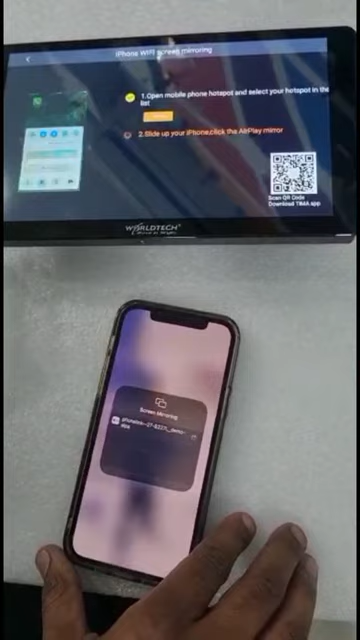 iPhone WIFI screen mirroring
1.Open mobile phone hotspot and select your hotspot in the
list
2.Slide up your iPhone,click the AirPlay mirror
Scan QR Code
Download TIMA app
WORLDTECH
Screen Mirroring